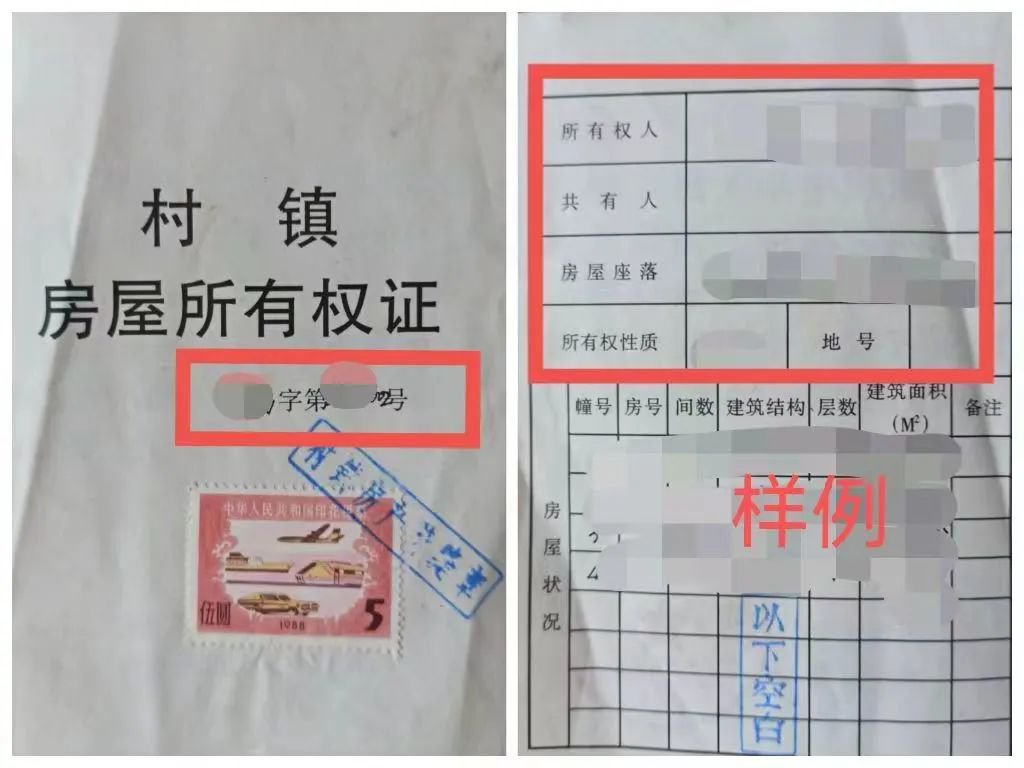 村 镇
房屋所有权证
字第 号
中华人民共和国印花税票
伍圆
1988
5
所有权人
共有人
房屋座落
所有权性质
地号
幢号 房号 间数 建筑结构 层数 建筑面积(M²) 备注
房屋状况
样例
以下空白